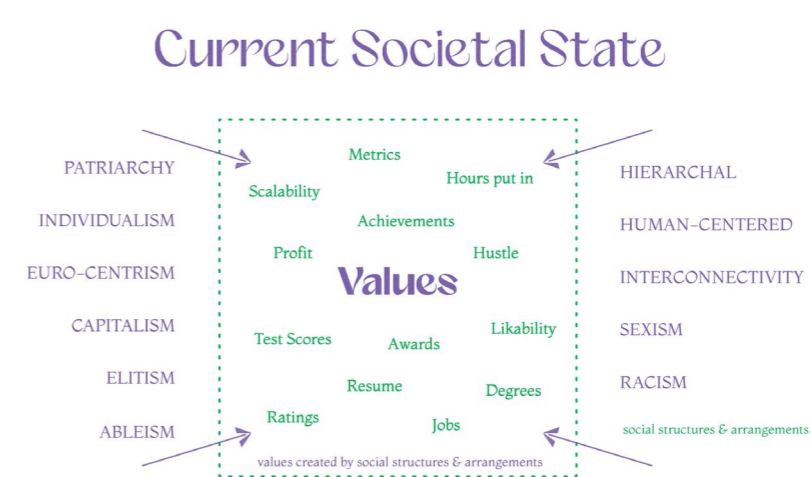 Current Societal State
PATRIARCHY
INDIVIDUALISM
EURO-CENTRISM
CAPITALISM
ELITISM
ABLEISM
Metrics
Hours put in
Scalability
Achievements
Profit
Hustle
Values
Test Scores
Awards
Likability
Resume
Degrees
Ratings
Jobs
values created by social structures & arrangements
HIERARCHAL
HUMAN-CENTERED
INTERCONNECTIVITY
SEXISM
RACISM
social structures & arrangements